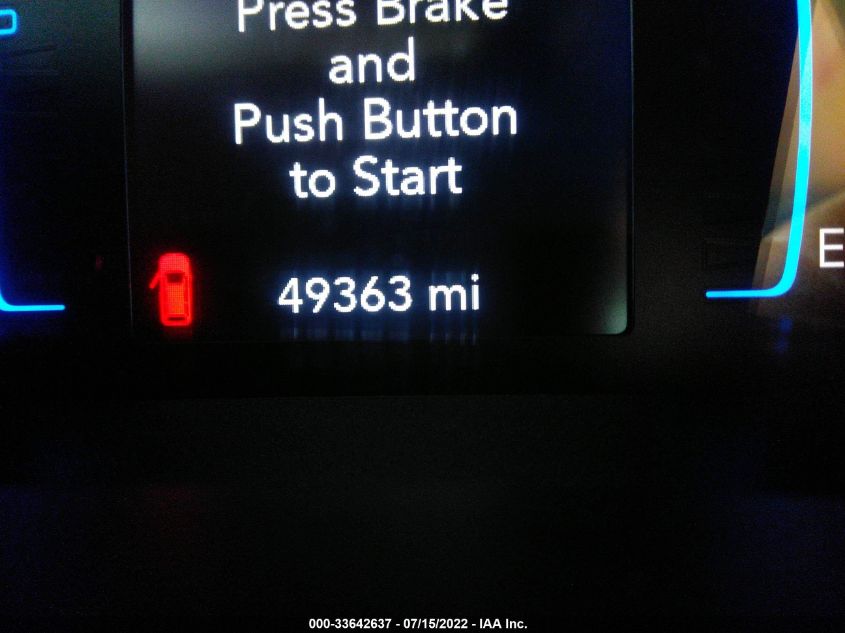 Press Brake
and
Push Button
to Start
49363 mi
E
000-33642637 - 07/15/2022 - IAA Inc.